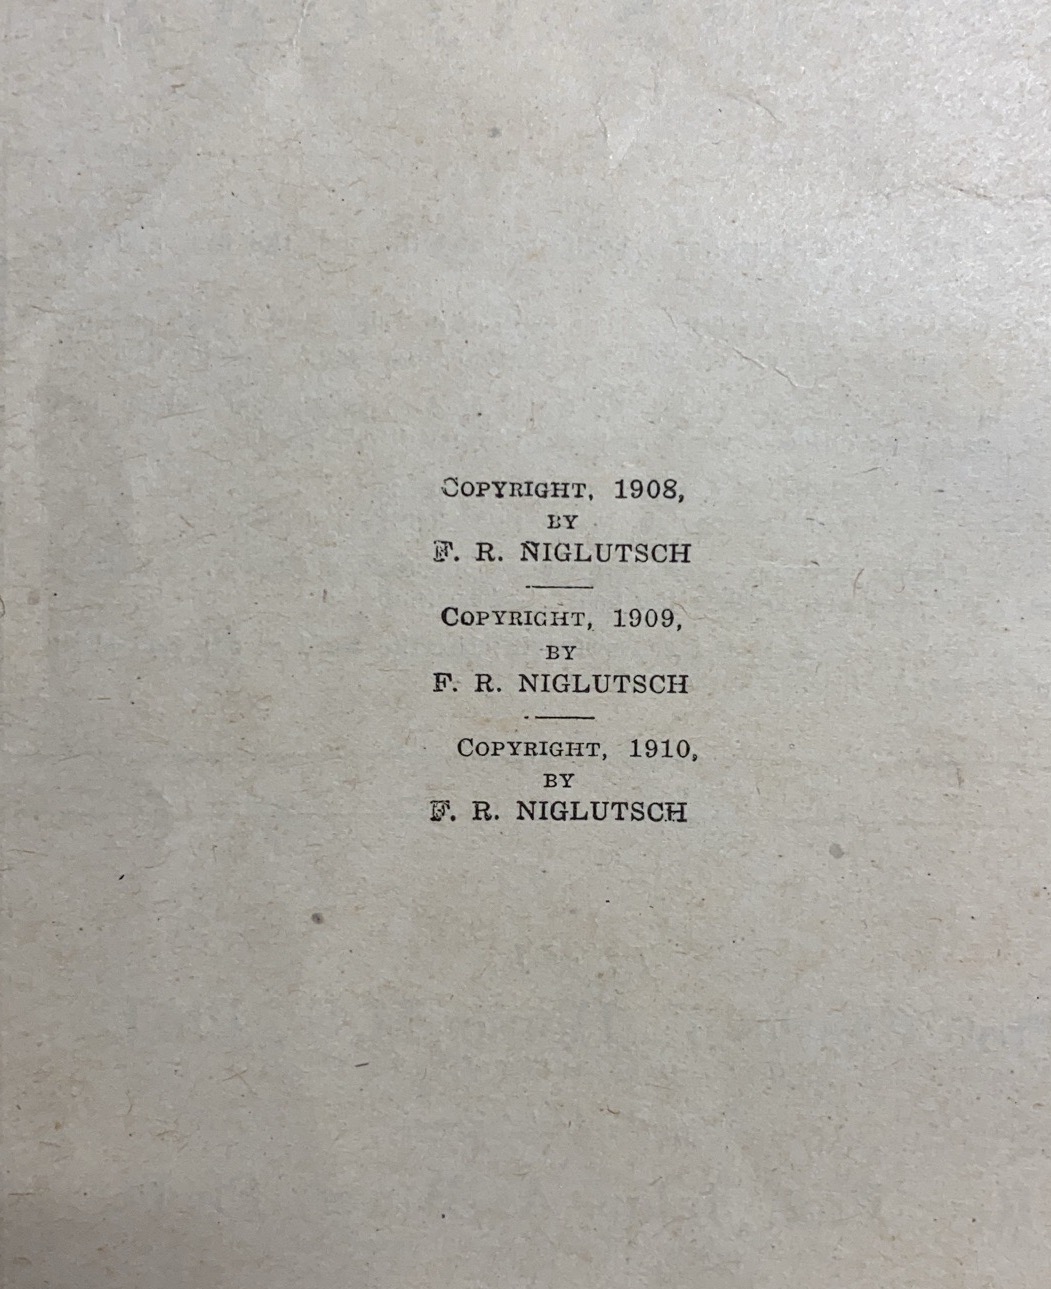 COPYRIGHT, 1908,
BY
F. R. NIGLUTSCH
COPYRIGHT, 1909,
BY
F. R. NIGLUTSCH
COPYRIGHT, 1910,
BY
F. R. NIGLUTSCH